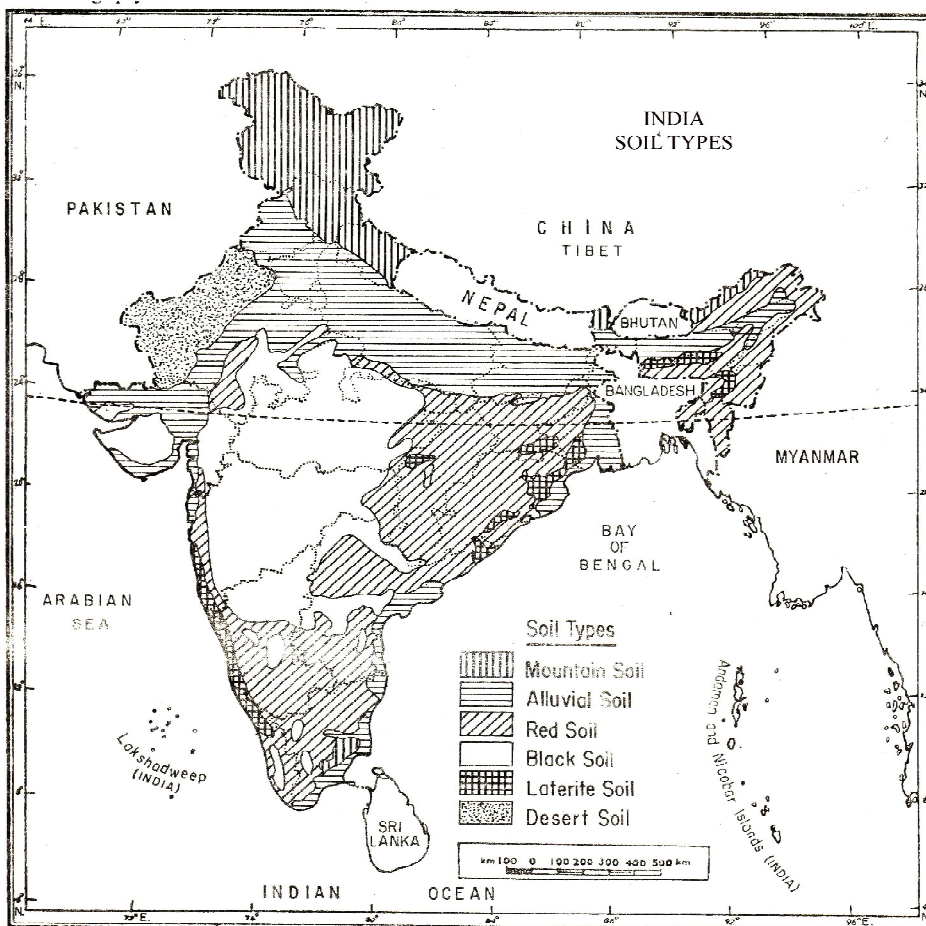 INDIA
SOIL TYPES
PAKISTAN
CHINA
TIBET
NEPAL
BHUTAN
BANGLADESH
MYANMAR
BAY
OF
BENGAL
ARABIAN
SEA
Soil Types
Mountain Soil
Alluvial Soil
Red Soil
Black Soil
Laterite Soil
Desert Soil
Lakshadweep
(INDIA)
Andaman and Nicobar Islands (INDIA)
SRI
LANKA
km 100 0 100 200 300 400 500 km
INDIAN OCEAN